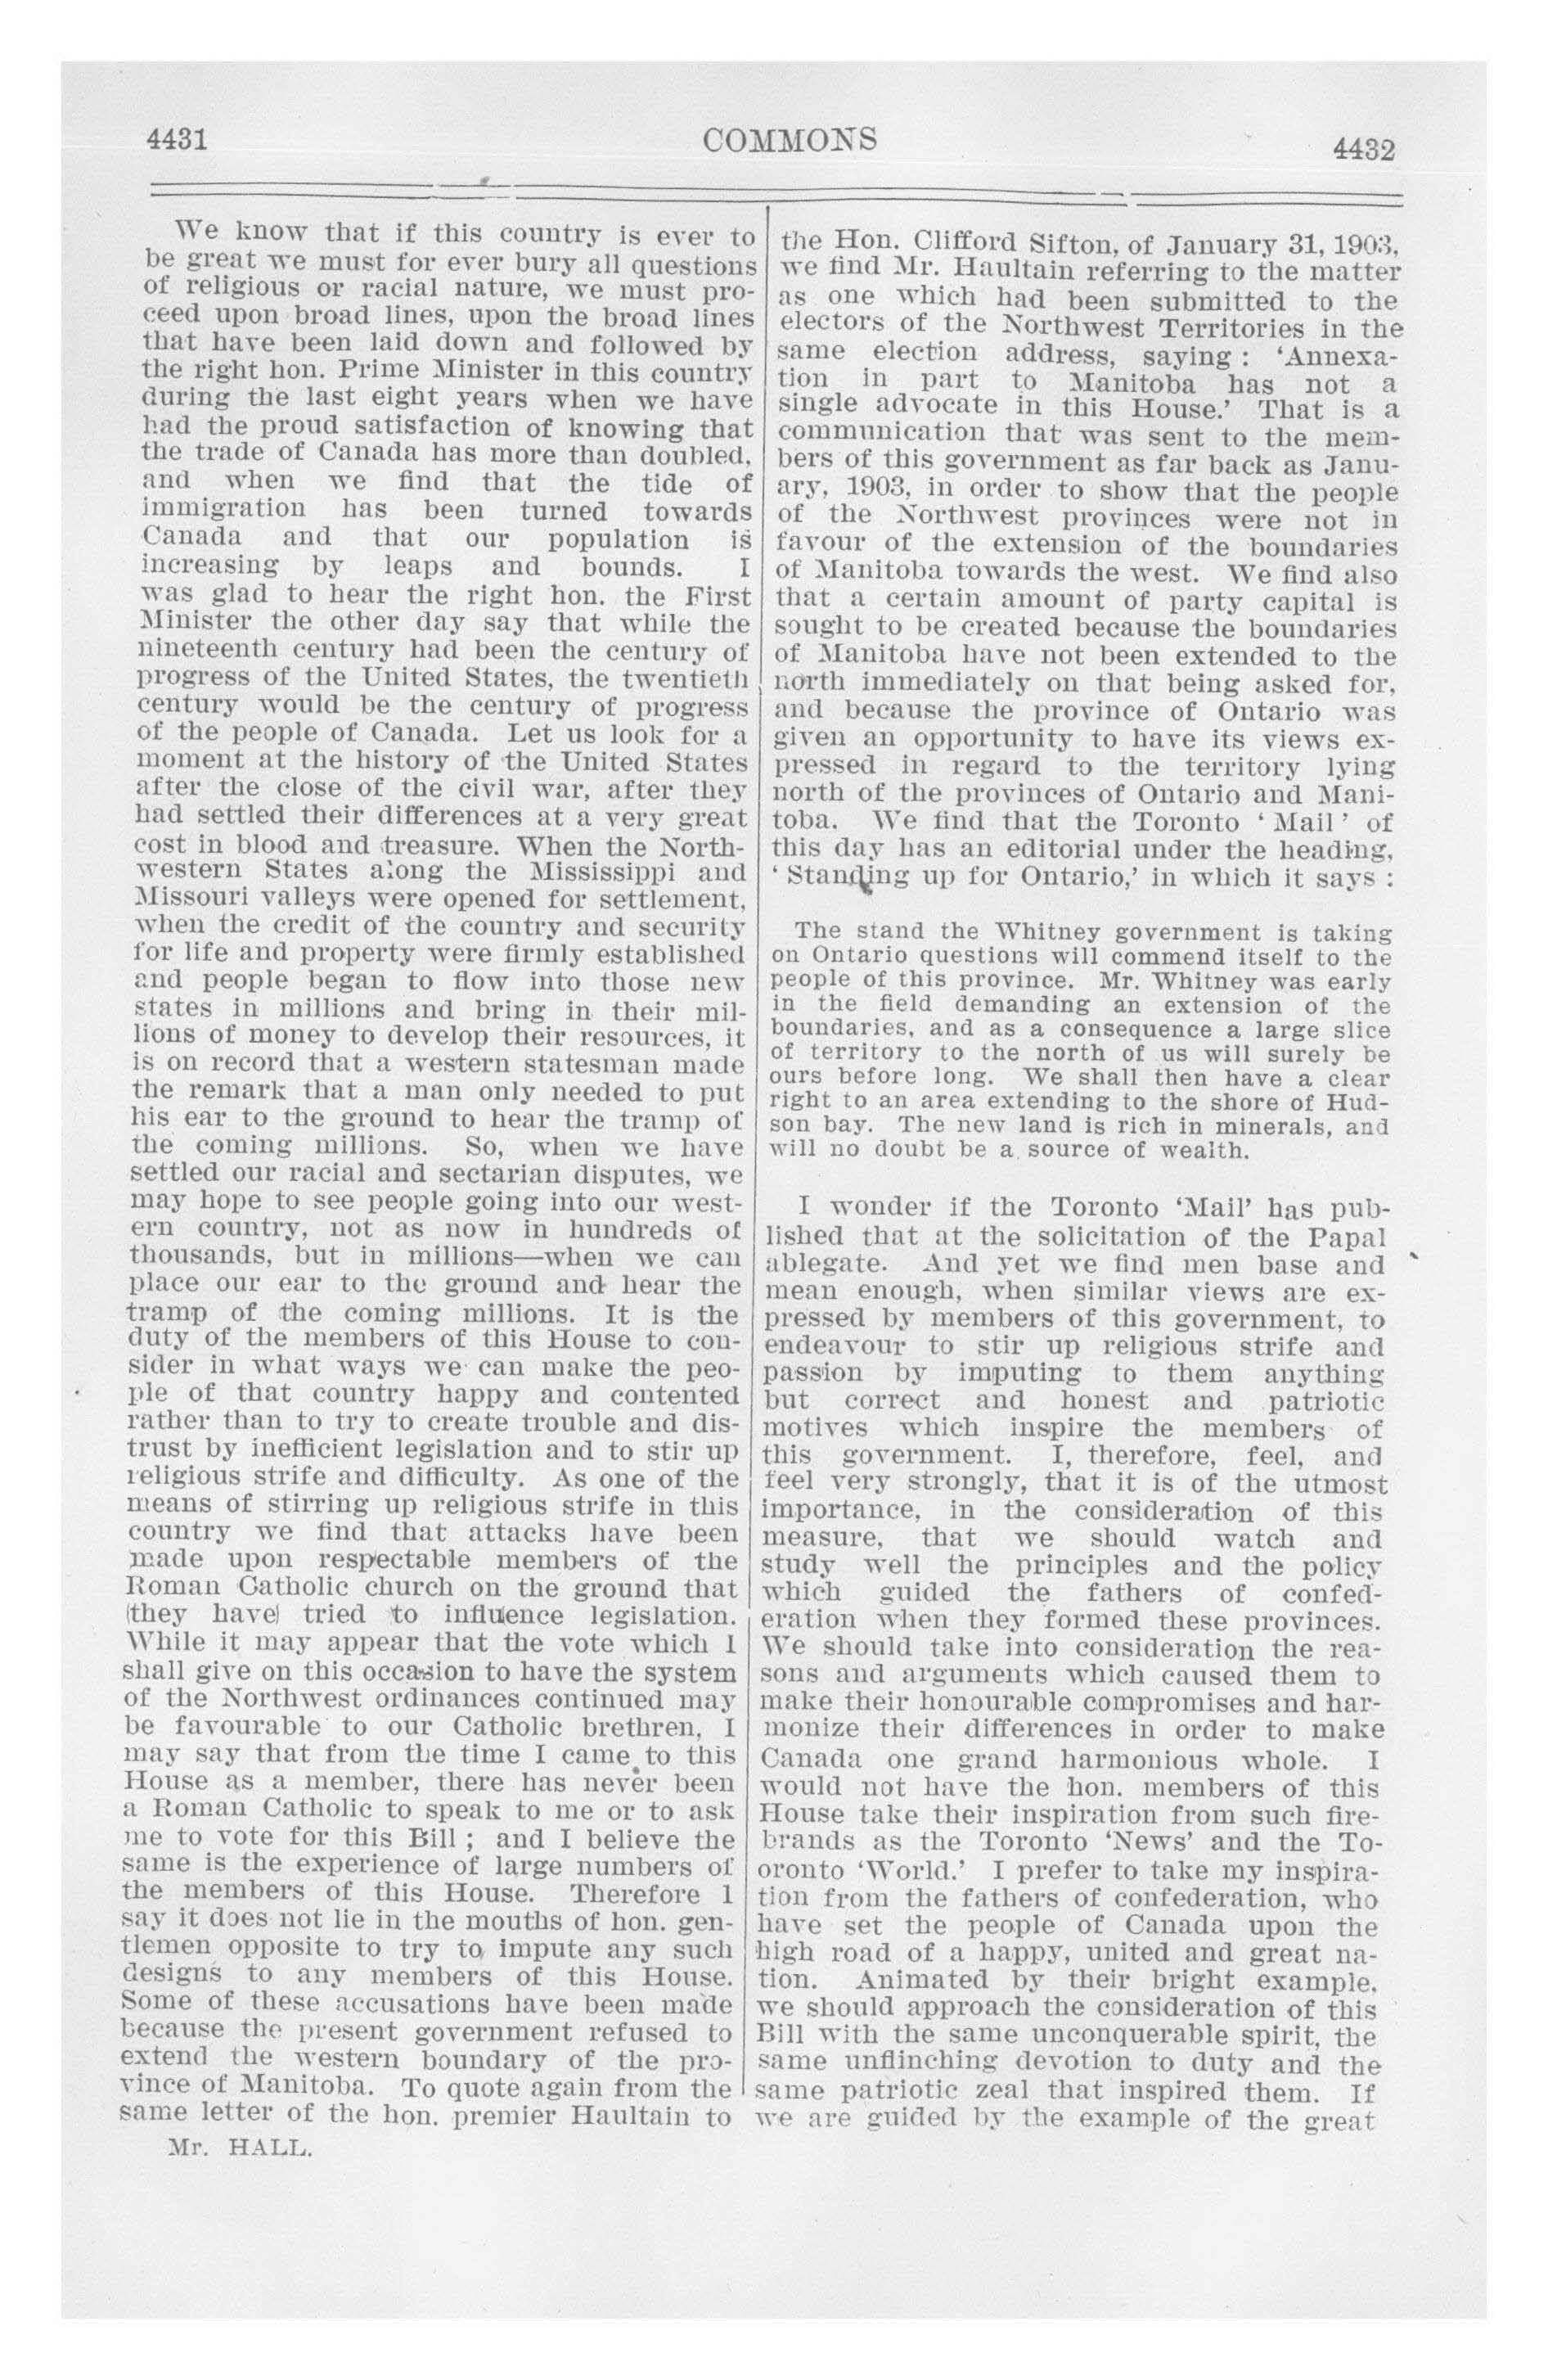 4431
COMMONS
4432
We know that if this country is ever to
be great we must for ever bury all questions
of religious or racial nature, we must pro-
ceed upon broad lines, upon the broad lines
that have been laid down and followed by
the right hon. Prime Minister in this country
during the last eight years when we have
had the proud satisfaction of knowing that
the trade of Canada has more than doubled,
and when we find that the tide of
immigration has been turned towards
Canada and that our population is
increasing by leaps and bounds. I
was glad to hear the right hon. the First
Minister the other day say that while the
nineteenth century had been the century of
progress of the United States, the twentieth
century would be the century of progress
of the people of Canada. Let us look for a
moment at the history of the United States
after the close of the civil war, after they
had settled their differences at a very great
cost in blood and treasure. When the North-
western States along the Mississippi and
Missouri valleys were opened for settlement,
when the credit of the country and security
for life and property were firmly established
and people began to flow into those new
states in millions and bring in their mil-
lions of money to develop their resources, it
is on record that a western statesman made
the remark that a man only needed to put
his ear to the ground to hear the tramp of
the coming millions. So, when we have
settled our racial and sectarian disputes, we
may hope to see people going into our west-
ern country, not as now in hundreds of
thousands, but in millions—when we can
place our ear to the ground and hear the
tramp of the coming millions. It is the
duty of the members of this House to con-
sider in what ways we can make the peo-
ple of that country happy and contented
rather than to try to create trouble and dis-
trust by inefficient legislation and to stir up
religious strife and difficulty. As one of the
means of stirring up religious strife in this
country we find that attacks have been
made upon respectable members of the
Roman Catholic church on the ground that
they have tried to influence legislation.
While it may appear that the vote which I
shall give on this occasion to have the system
of the Northwest ordinances continued may
be favourable to our Catholic brethren, I
may say that from the time I came to this
House as a member, there has never been
a Roman Catholic to speak to me or to ask
me to vote for this Bill ; and I believe the
same is the experience of large numbers of
the members of this House. Therefore I
say it does not lie in the mouths of hon. gen-
tlemen opposite to try to impute any such
designs to any members of this House.
Some of these accusations have been made
because the present government refused to
extend the western boundary of the pro-
vince of Manitoba. To quote again from the
same letter of the hon. premier Haultain to
Mr. HALL.
the Hon. Clifford Sifton, of January 31, 1903,
we find Mr. Haultain referring to the matter
as one which had been submitted to the
electors of the Northwest Territories in the
same election address, saying : 'Annexa-
tion in part to Manitoba has not a
single advocate in this House.' That is a
communication that was sent to the mem-
bers of this government as far back as Janu-
ary, 1903, in order to show that the people
of the Northwest provinces were not in
favour of the extension of the boundaries
of Manitoba towards the west. We find also
that a certain amount of party capital is
sought to be created because the boundaries
of Manitoba have not been extended to the
north immediately on that being asked for,
and because the province of Ontario was
given an opportunity to have its views ex-
pressed in regard to the territory lying
north of the provinces of Ontario and Mani-
toba. We find that the Toronto ' Mail ' of
this day has an editorial under the heading,
' Standing up for Ontario,' in which it says :
The stand the Whitney government is taking
on Ontario questions will commend itself to the
people of this province. Mr. Whitney was early
in the field demanding an extension of the
boundaries, and as a consequence a large slice
of territory to the north of us will surely be
ours before long. We shall then have a clear
right to an area extending to the shore of Hud-
son bay. The new land is rich in minerals, and
will no doubt be a source of wealth.
I wonder if the Toronto 'Mail' has pub-
lished that at the solicitation of the Papal
ablegate. And yet we find men base and
mean enough, when similar views are ex-
pressed by members of this government, to
endeavour to stir up religious strife and
passion by imputing to them anything
but correct and honest and patriotic
motives which inspire the members of
this government. I, therefore, feel, and
feel very strongly, that it is of the utmost
importance, in the consideration of this
measure, that we should watch and
study well the principles and the policy
which guided the fathers of confed-
eration when they formed these provinces.
We should take into consideration the rea-
sons and arguments which caused them to
make their honourable compromises and har-
monize their differences in order to make
Canada one grand harmonious whole. I
would not have the hon. members of this
House take their inspiration from such fire-
brands as the Toronto 'News' and the To-
oronto 'World.' I prefer to take my inspira-
tion from the fathers of confederation, who
have set the people of Canada upon the
high road of a happy, united and great na-
tion. Animated by their bright example,
we should approach the consideration of this
Bill with the same unconquerable spirit, the
same unflinching devotion to duty and the
same patriotic zeal that inspired them. If
we are guided by the example of the great